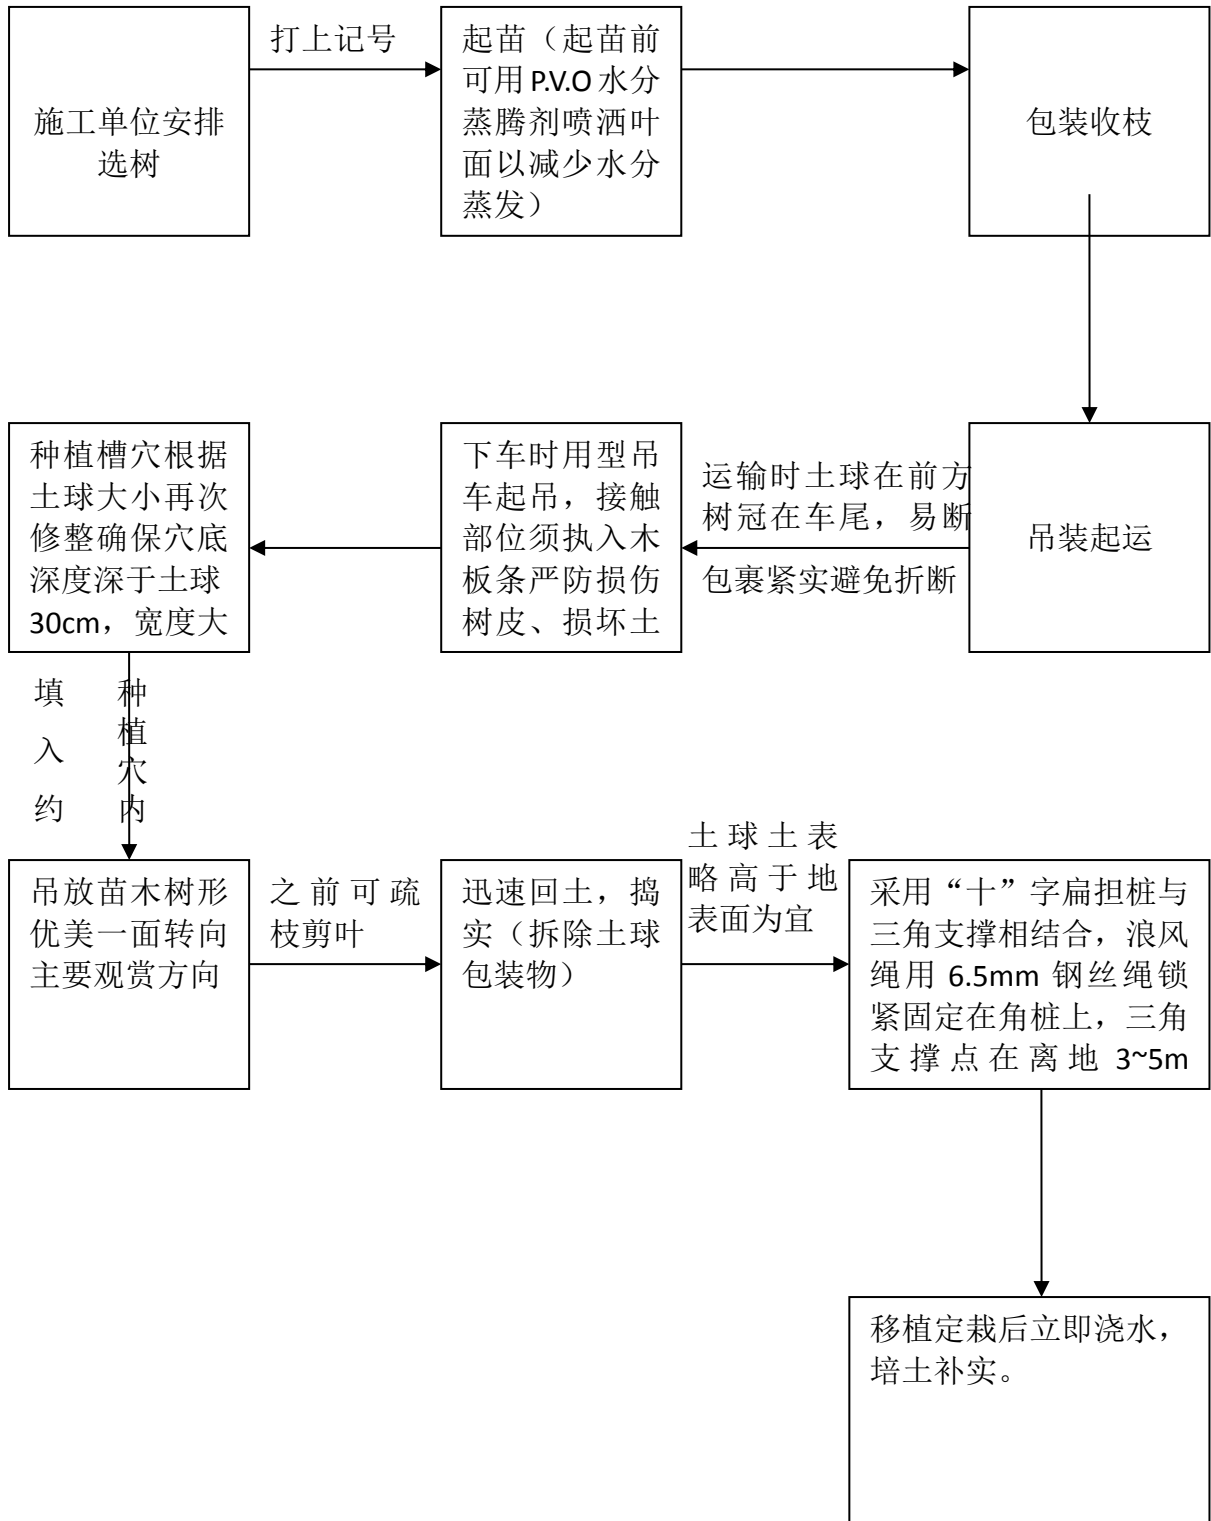 施工单位安排
选树
打上记号
起苗（起苗前
可用P.V.O水分
蒸腾剂喷洒叶
面以减少水分
蒸发）
包装收枝
吊装起运
运输时土球在前方
树冠在车尾，易断
包裹紧实避免折断
下车时用型吊
车起吊，接触
部位须执入木
板条严防损伤
树皮、损坏土
种植槽穴根据
土球大小再次
修整确保穴底
深度深于土球
30cm，宽度大
填入约
种植穴内
吊放苗木树形
优美一面转向
主要观赏方向
之前可疏
枝剪叶
迅速回土，捣
实（拆除土球
包装物）
土球土表
略高于地
表面为宜
采用“十”字扁担桩与
三角支撑相结合，浪风
绳用6.5mm钢丝绳锁
紧固定在角桩上，三角
支撑点在离地3~5m
移植定栽后立即浇水，
培土补实。